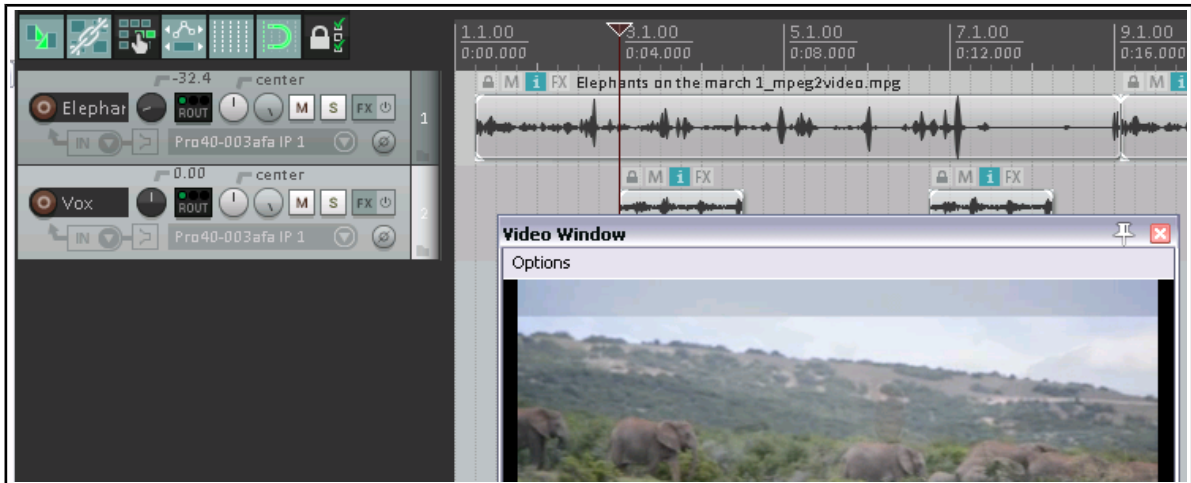 1.1.00 3.1.00 5.1.00 7.1.00 9.1.00
0:00.000 0:04.000 0:08.000 0:12.000 0:16.000
-32.4 center
M i FX Elephants on the march 1_mpeg2video.mpg M i
Elephar ROUT M S FX 1
IN Pro40-003afa IP 1
0.00 center
M i FX M i FX
Vox ROUT M S FX 2
IN Pro40-003afa IP 1
Video Window
Options